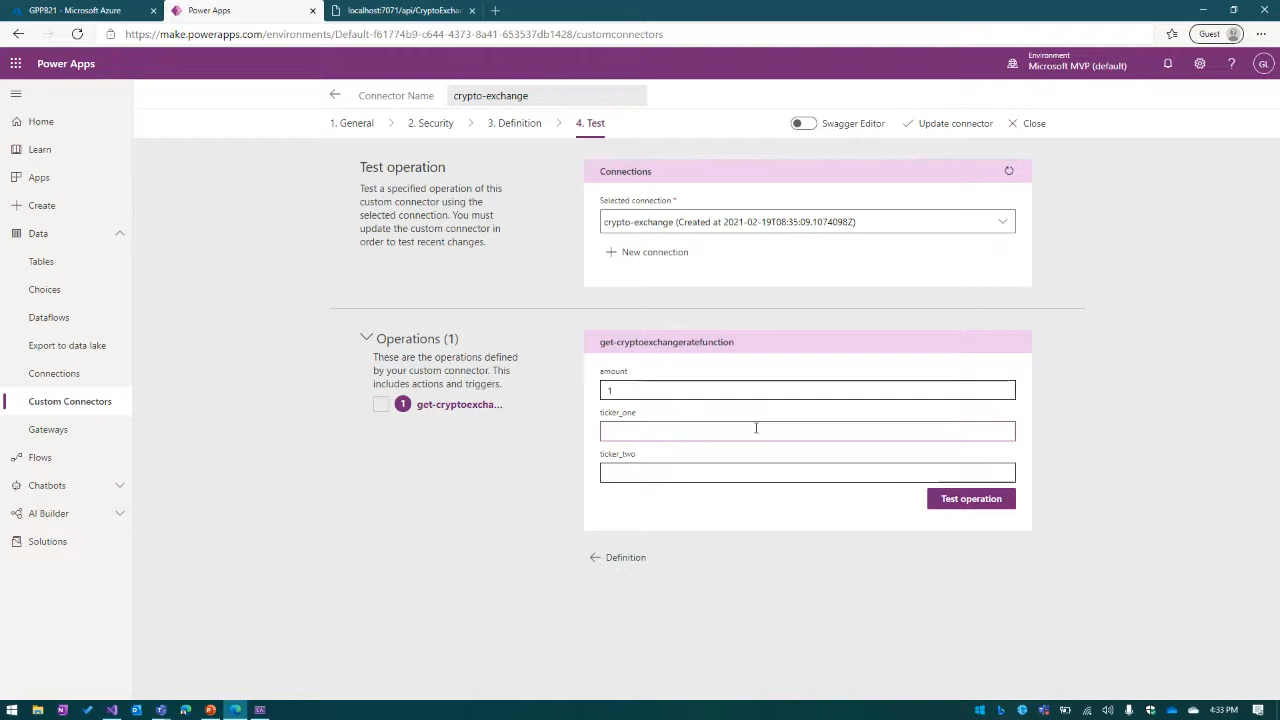 GPPB21 - Microsoft Azure
Power Apps
localhost:7071/api/CryptoExchan
https://make.powerapps.com/environments/Default-f61774b9-c644-4373-8a41-653537db1428/customconnectors
Guest
Power Apps
Environment
Microsoft MVP (default)
GL
Connector Name
crypto-exchange
1. General
2. Security
3. Definition
4. Test
Swagger Editor
Update connector
Close
Home
Learn
Apps
Create
Data
Tables
Choices
Dataflows
Export to data lake
Connections
Custom Connectors
Gateways
Flows
Chatbots
AI Builder
Solutions
Test operation
Test a specified operation of this
custom connector using the
selected connection. You must
update the custom connector in
order to test recent changes.
Connections
Selected connection *
crypto-exchange (Created at 2021-02-19T08:35:09.1074098Z)
New connection
Operations (1)
These are the operations defined
by your custom connector. This
includes actions and triggers.
1 get-cryptoexcha...
get-cryptoexchangeratefunction
amount
1
ticker_one
ticker_two
Test operation
Definition
4:33 PM